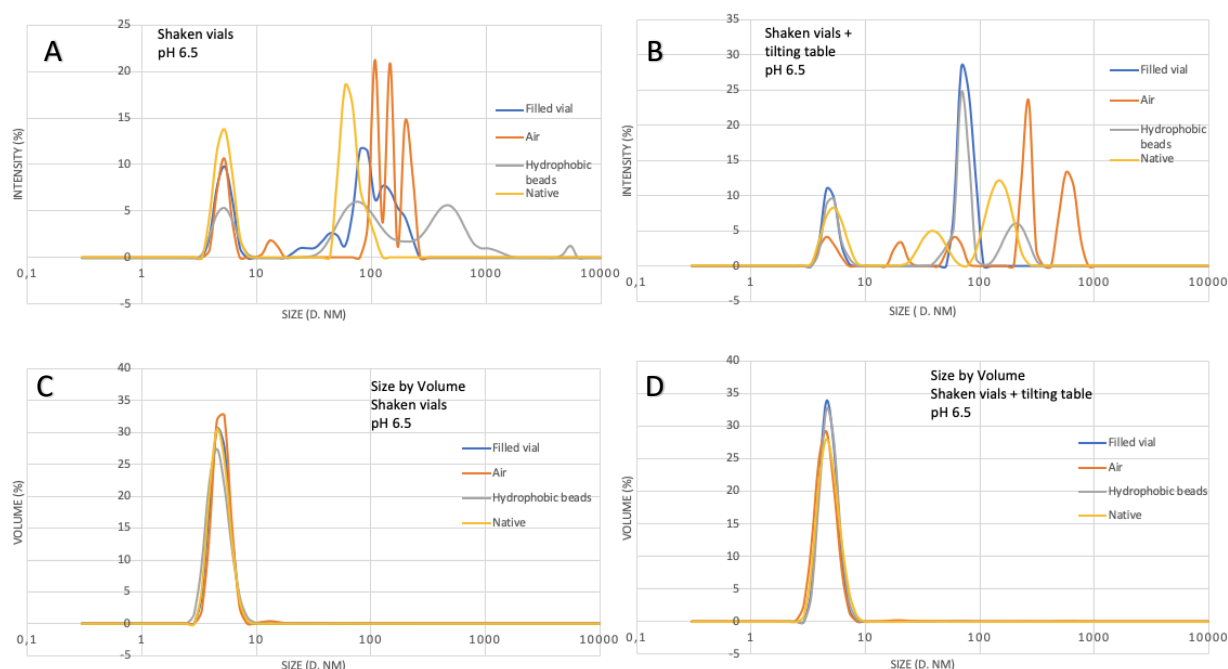 A
Shaken vials
pH 6.5
25
20
15
10
5
0
-5
INTENSITY (%)
0,1
1
10
100
1000
10000
SIZE (D. NM)
Filled vial
Air
Hydrophobic
beads
Native
B
Shaken vials +
tilting table
pH 6.5
35
30
25
20
15
10
5
0
-5
INTENSITY (%)
0,1
1
10
100
1000
10000
SIZE ( D. NM)
Filled vial
Air
Hydrophobic
beads
Native
C
Size by Volume
Shaken vials
pH 6.5
40
35
30
25
20
15
10
5
0
-5
VOLUME (%)
0,1
1
10
100
1000
10000
SIZE (D. NM)
Filled vial
Air
Hydrophobic beads
Native
D
Size by Volume
Shaken vials + tilting table
pH 6.5
40
35
30
25
20
15
10
5
0
-5
VOLUME (%)
0,1
1
10
100
1000
10000
SIZE (D. NM)
Filled vial
Air
Hydrophobic beads
Native